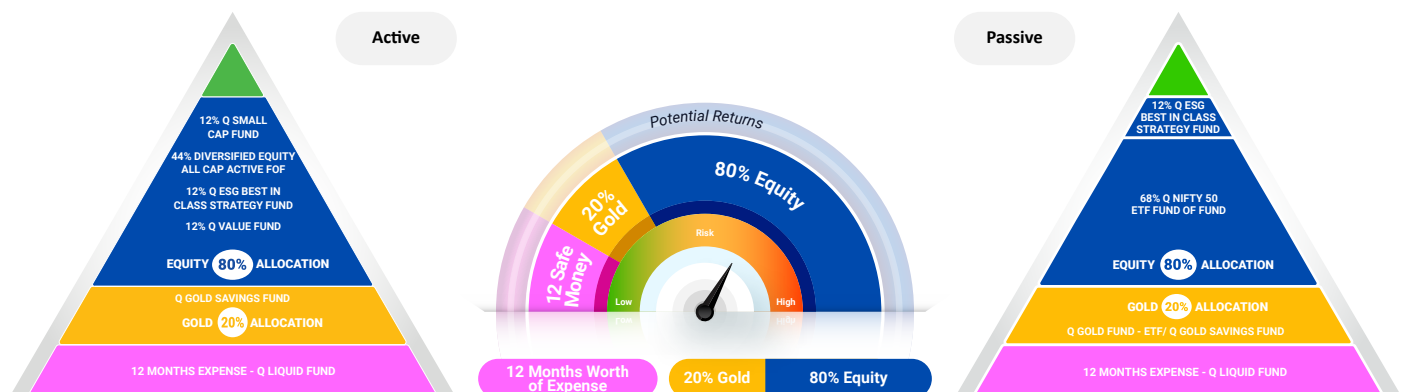 Active
12% Q SMALL
CAP FUND
44% DIVERSIFIED EQUITY
ALL CAP ACTIVE FOF
12% Q ESG BEST IN
CLASS STRATEGY FUND
12% Q VALUE FUND
EQUITY 80% ALLOCATION
Q GOLD SAVINGS FUND
GOLD 20% ALLOCATION
12 MONTHS EXPENSE - Q LIQUID FUND
Potential Returns
80% Equity
20%
Gold
12 Safe
Money
Risk
Low
High
12 Months Worth
of Expense
20% Gold
80% Equity
Passive
12% Q ESG
BEST IN CLASS
STRATEGY FUND
68% Q NIFTY 50
ETF FUND OF FUND
EQUITY 80% ALLOCATION
GOLD 20% ALLOCATION
Q GOLD FUND - ETF/ Q GOLD SAVINGS FUND
12 MONTHS EXPENSE - Q LIQUID FUND